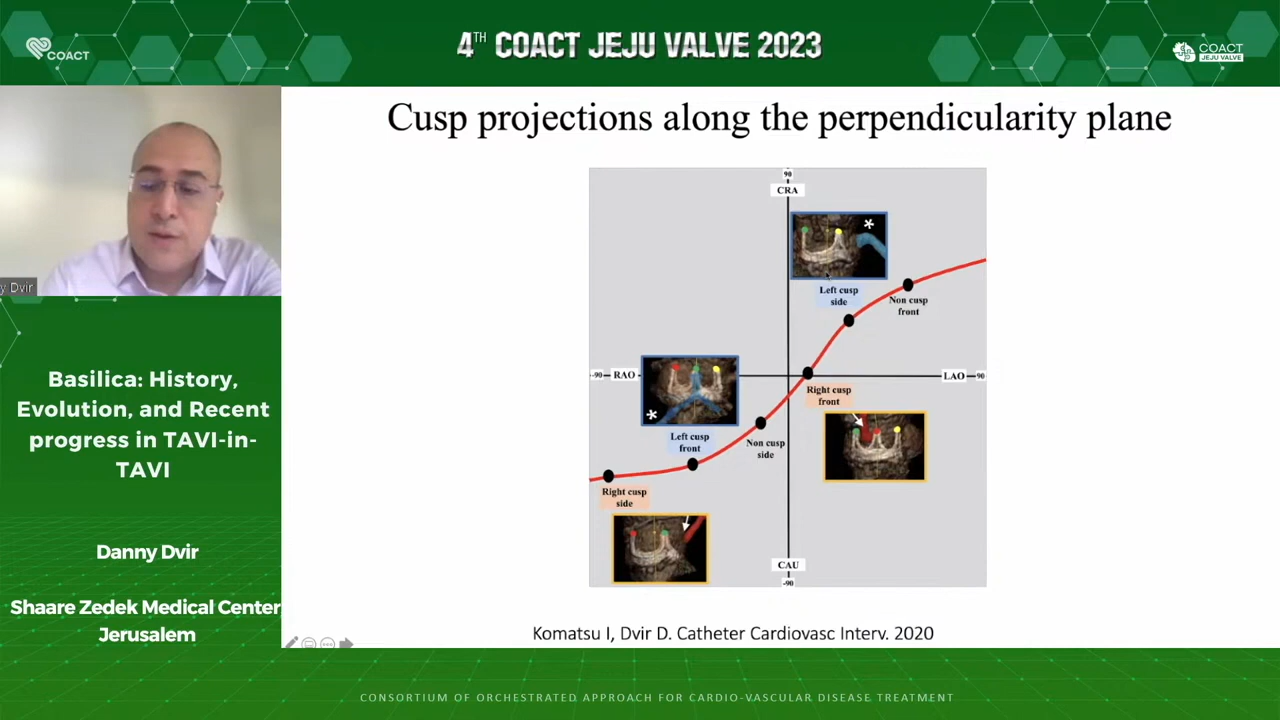 COACT
4TH COACT JEJU VALVE 2023
COACT
JEJU VALVE
y Dvir
Basilica: History,
Evolution, and Recent
progress in TAVI-in-
TAVI
Danny Dvir
Shaare Zedek Medical Center,
Jerusalem
Cusp projections along the perpendicularity plane
90
CRA
*
Left cusp
side
Non cusp
front
-90
RAO
LAO
90
*
Right cusp
front
Left cusp
front
Non cusp
side
Right cusp
side
CAU
-90
Komatsu I, Dvir D. Catheter Cardiovasc Interv. 2020
CONSORTIUM OF ORCHESTRATED APPROACH FOR CARDIO-VASCULAR DISEASE TREATMENT